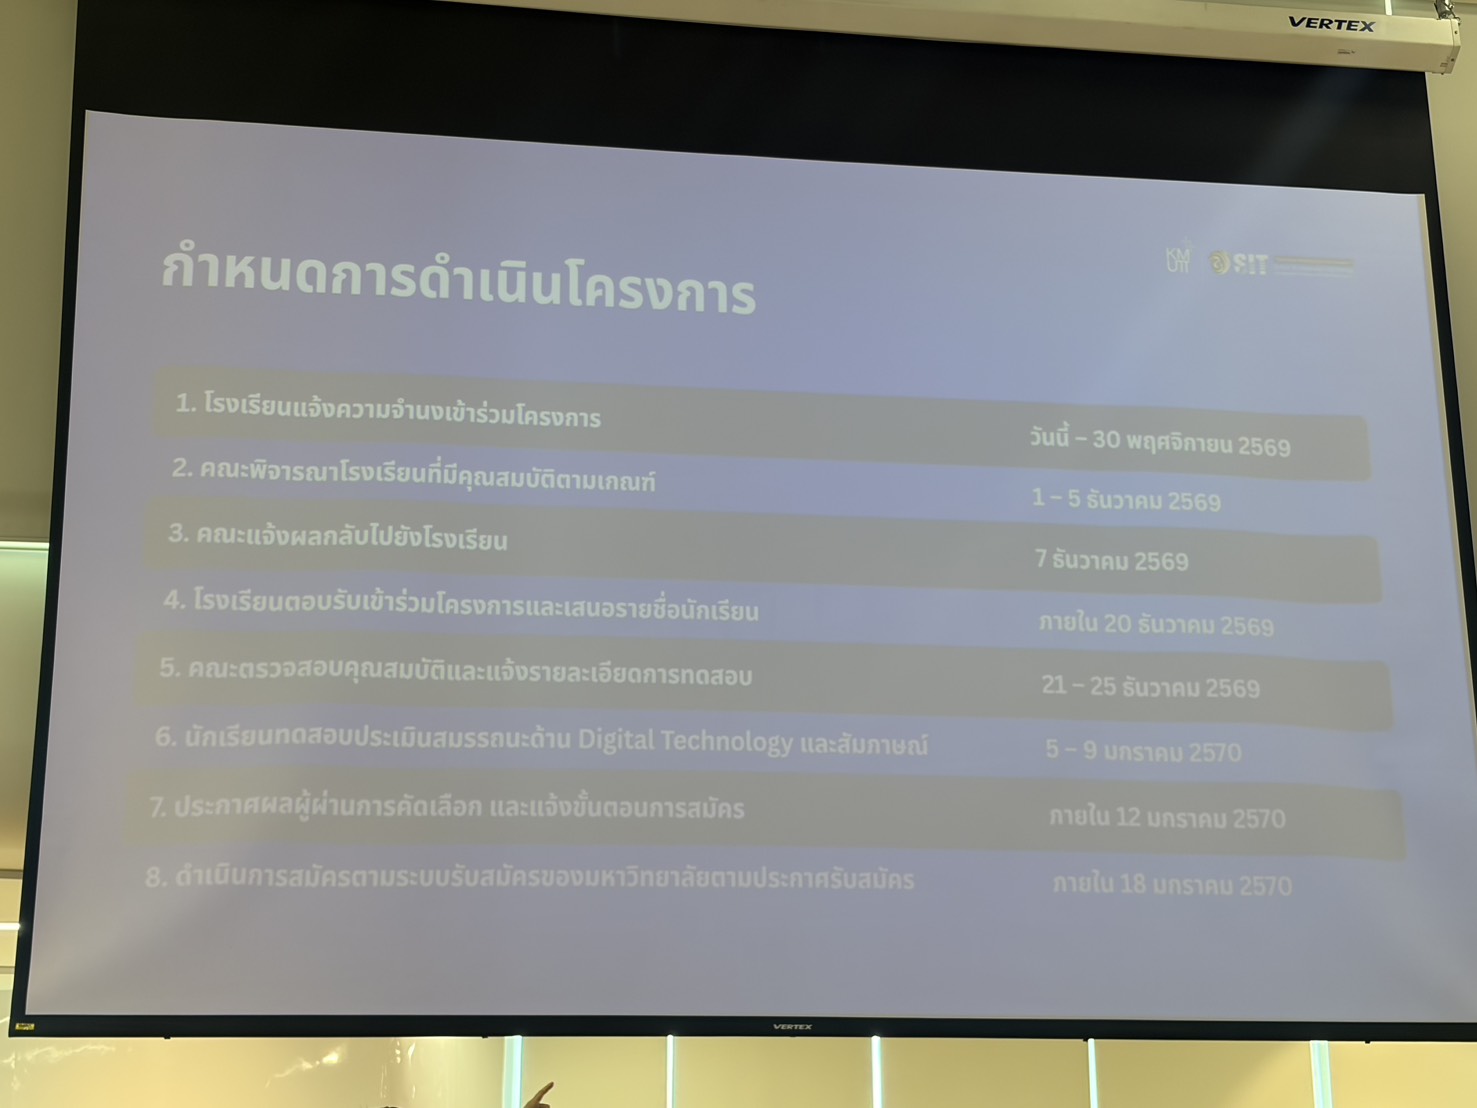 VERTEX
กำหนดการดำเนินโครงการ
KM
UTT
SIT
1. โรงเรียนแจ้งความจำนงเข้าร่วมโครงการ
วันนี้ – 30 พฤศจิกายน 2569
2. คณะพิจารณาโรงเรียนที่มีคุณสมบัติตามเกณฑ์
1 – 5 ธันวาคม 2569
3. คณะแจ้งผลกลับไปยังโรงเรียน
7 ธันวาคม 2569
4. โรงเรียนตอบรับเข้าร่วมโครงการและเสนอรายชื่อนักเรียน
ภายใน 20 ธันวาคม 2569
5. คณะตรวจสอบคุณสมบัติและแจ้งรายละเอียดการทดสอบ
21 – 25 ธันวาคม 2569
6. นักเรียนทดสอบประเมินสมรรถนะด้าน Digital Technology และสัมภาษณ์
5 – 9 มกราคม 2570
7. ประกาศผลผู้ผ่านการคัดเลือก และแจ้งขั้นตอนการสมัคร
ภายใน 12 มกราคม 2570
8. ดำเนินการสมัครตามระบบรับสมัครของมหาวิทยาลัยตามประกาศรับสมัคร
ภายใน 18 มกราคม 2570
VERTEX